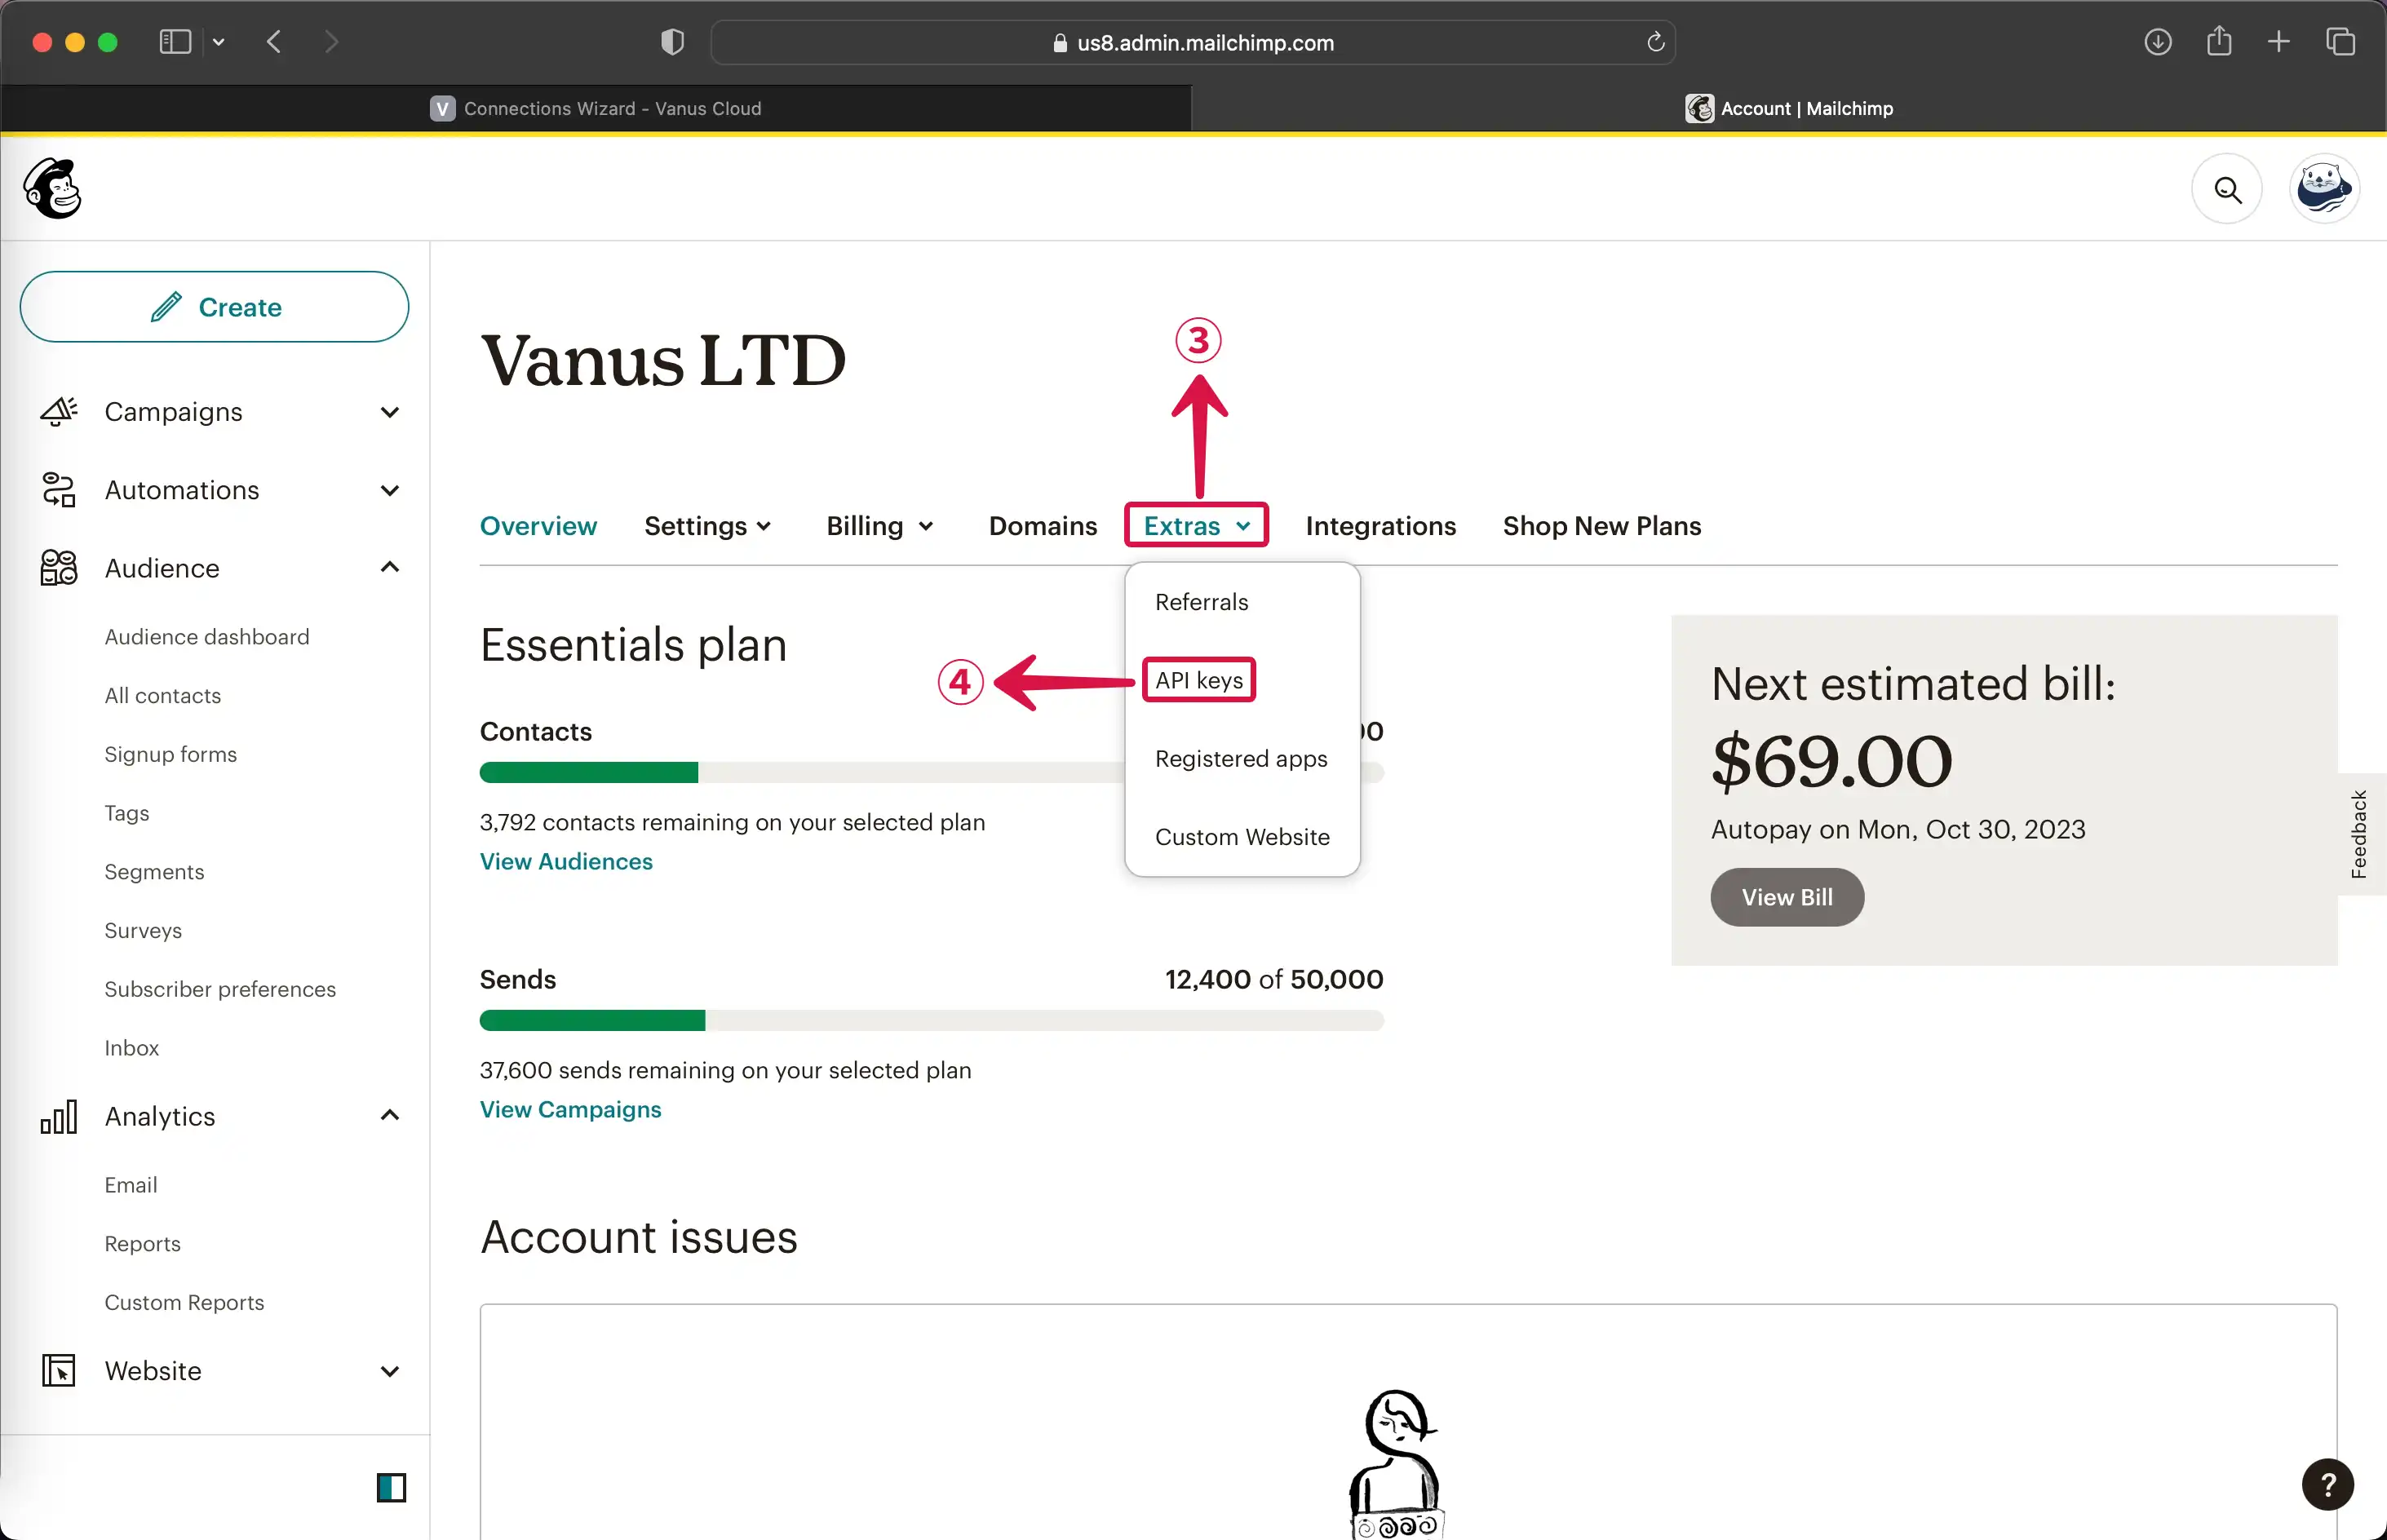 us8.admin.mailchimp.com
V Connections Wizard - Vanus Cloud
Account | Mailchimp
Create
Campaigns
Automations
Audience
Audience dashboard
All contacts
Signup forms
Tags
Segments
Surveys
Subscriber preferences
Inbox
Analytics
Email
Reports
Custom Reports
Website
Vanus LTD
3
Overview Settings Billing Domains Extras Integrations Shop New Plans
Referrals
API keys
Registered apps
Custom Website
4
Essentials plan
Contacts
3,792 contacts remaining on your selected plan
View Audiences
Sends 12,400 of 50,000
37,600 sends remaining on your selected plan
View Campaigns
Next estimated bill:
$69.00
Autopay on Mon, Oct 30, 2023
View Bill
Feedback
Account issues
?